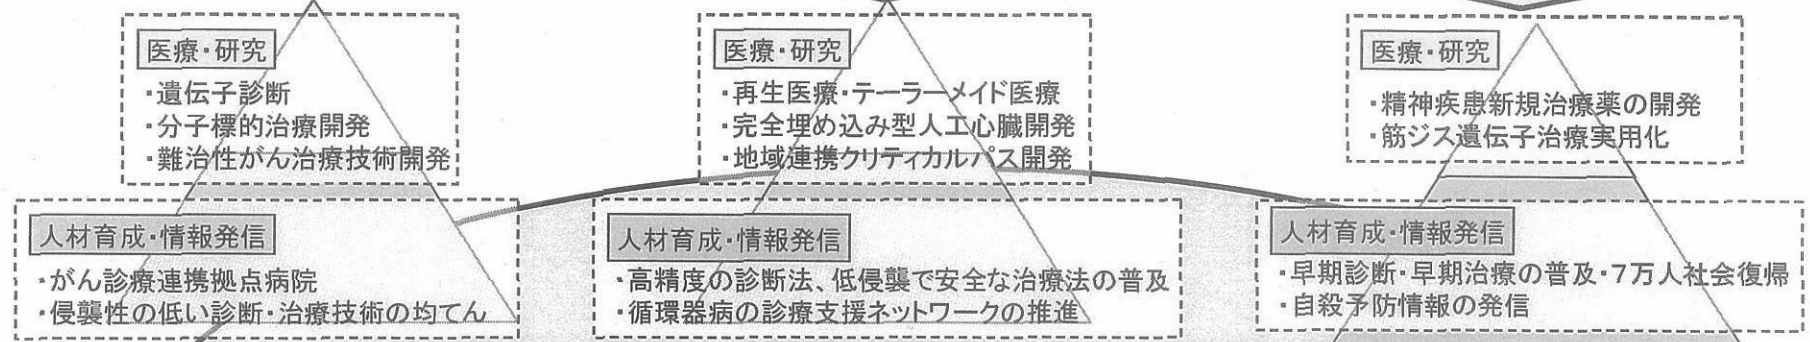 医療・研究
・遺伝子診断
・分子標的治療開発
・難治性がん治療技術開発
人材育成・情報発信
・がん診療連携拠点病院
・侵襲性の低い診断・治療技術の均てん
医療・研究
・再生医療・テーラーメイド医療
・完全埋め込み型人工心臓開発
・地域連携クリティカルパス開発
人材育成・情報発信
・高精度の診断法、低侵襲で安全な治療法の普及
・循環器病の診療支援ネットワークの推進
医療・研究
・精神疾患新規治療薬の開発
・筋ジス遺伝子治療実用化
人材育成・情報発信
・早期診断・早期治療の普及・7万人社会復帰
・自殺予防情報の発信